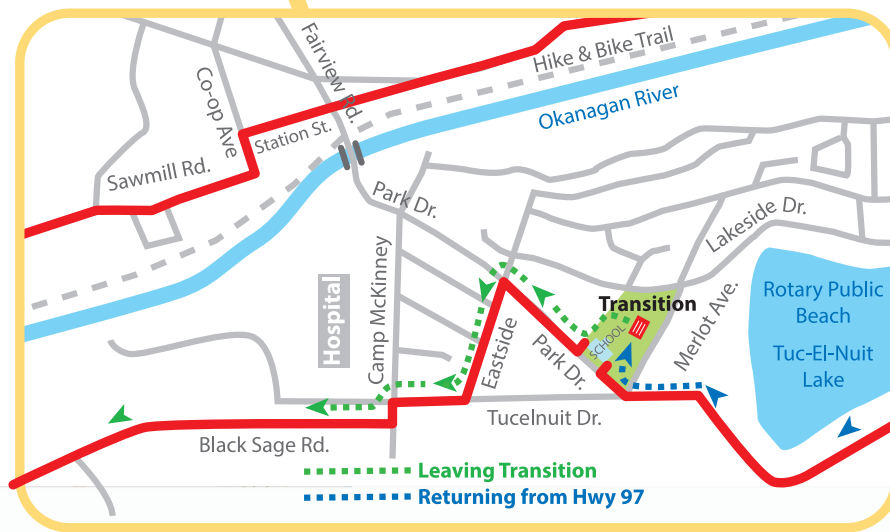 Fairview Rd.
Hike & Bike Trail
Co-op Ave
Okanagan River
Station St.
Sawmill Rd.
Park Dr.
Lakeside Dr.
Camp McKinney
Hospital
Transition
Rotary Public
Beach
Tuc-El-Nuit
Lake
SCHOOL
Merlot Ave.
Eastside
Park Dr.
Tucelnuit Dr.
Black Sage Rd.
Leaving Transition
Returning from Hwy 97